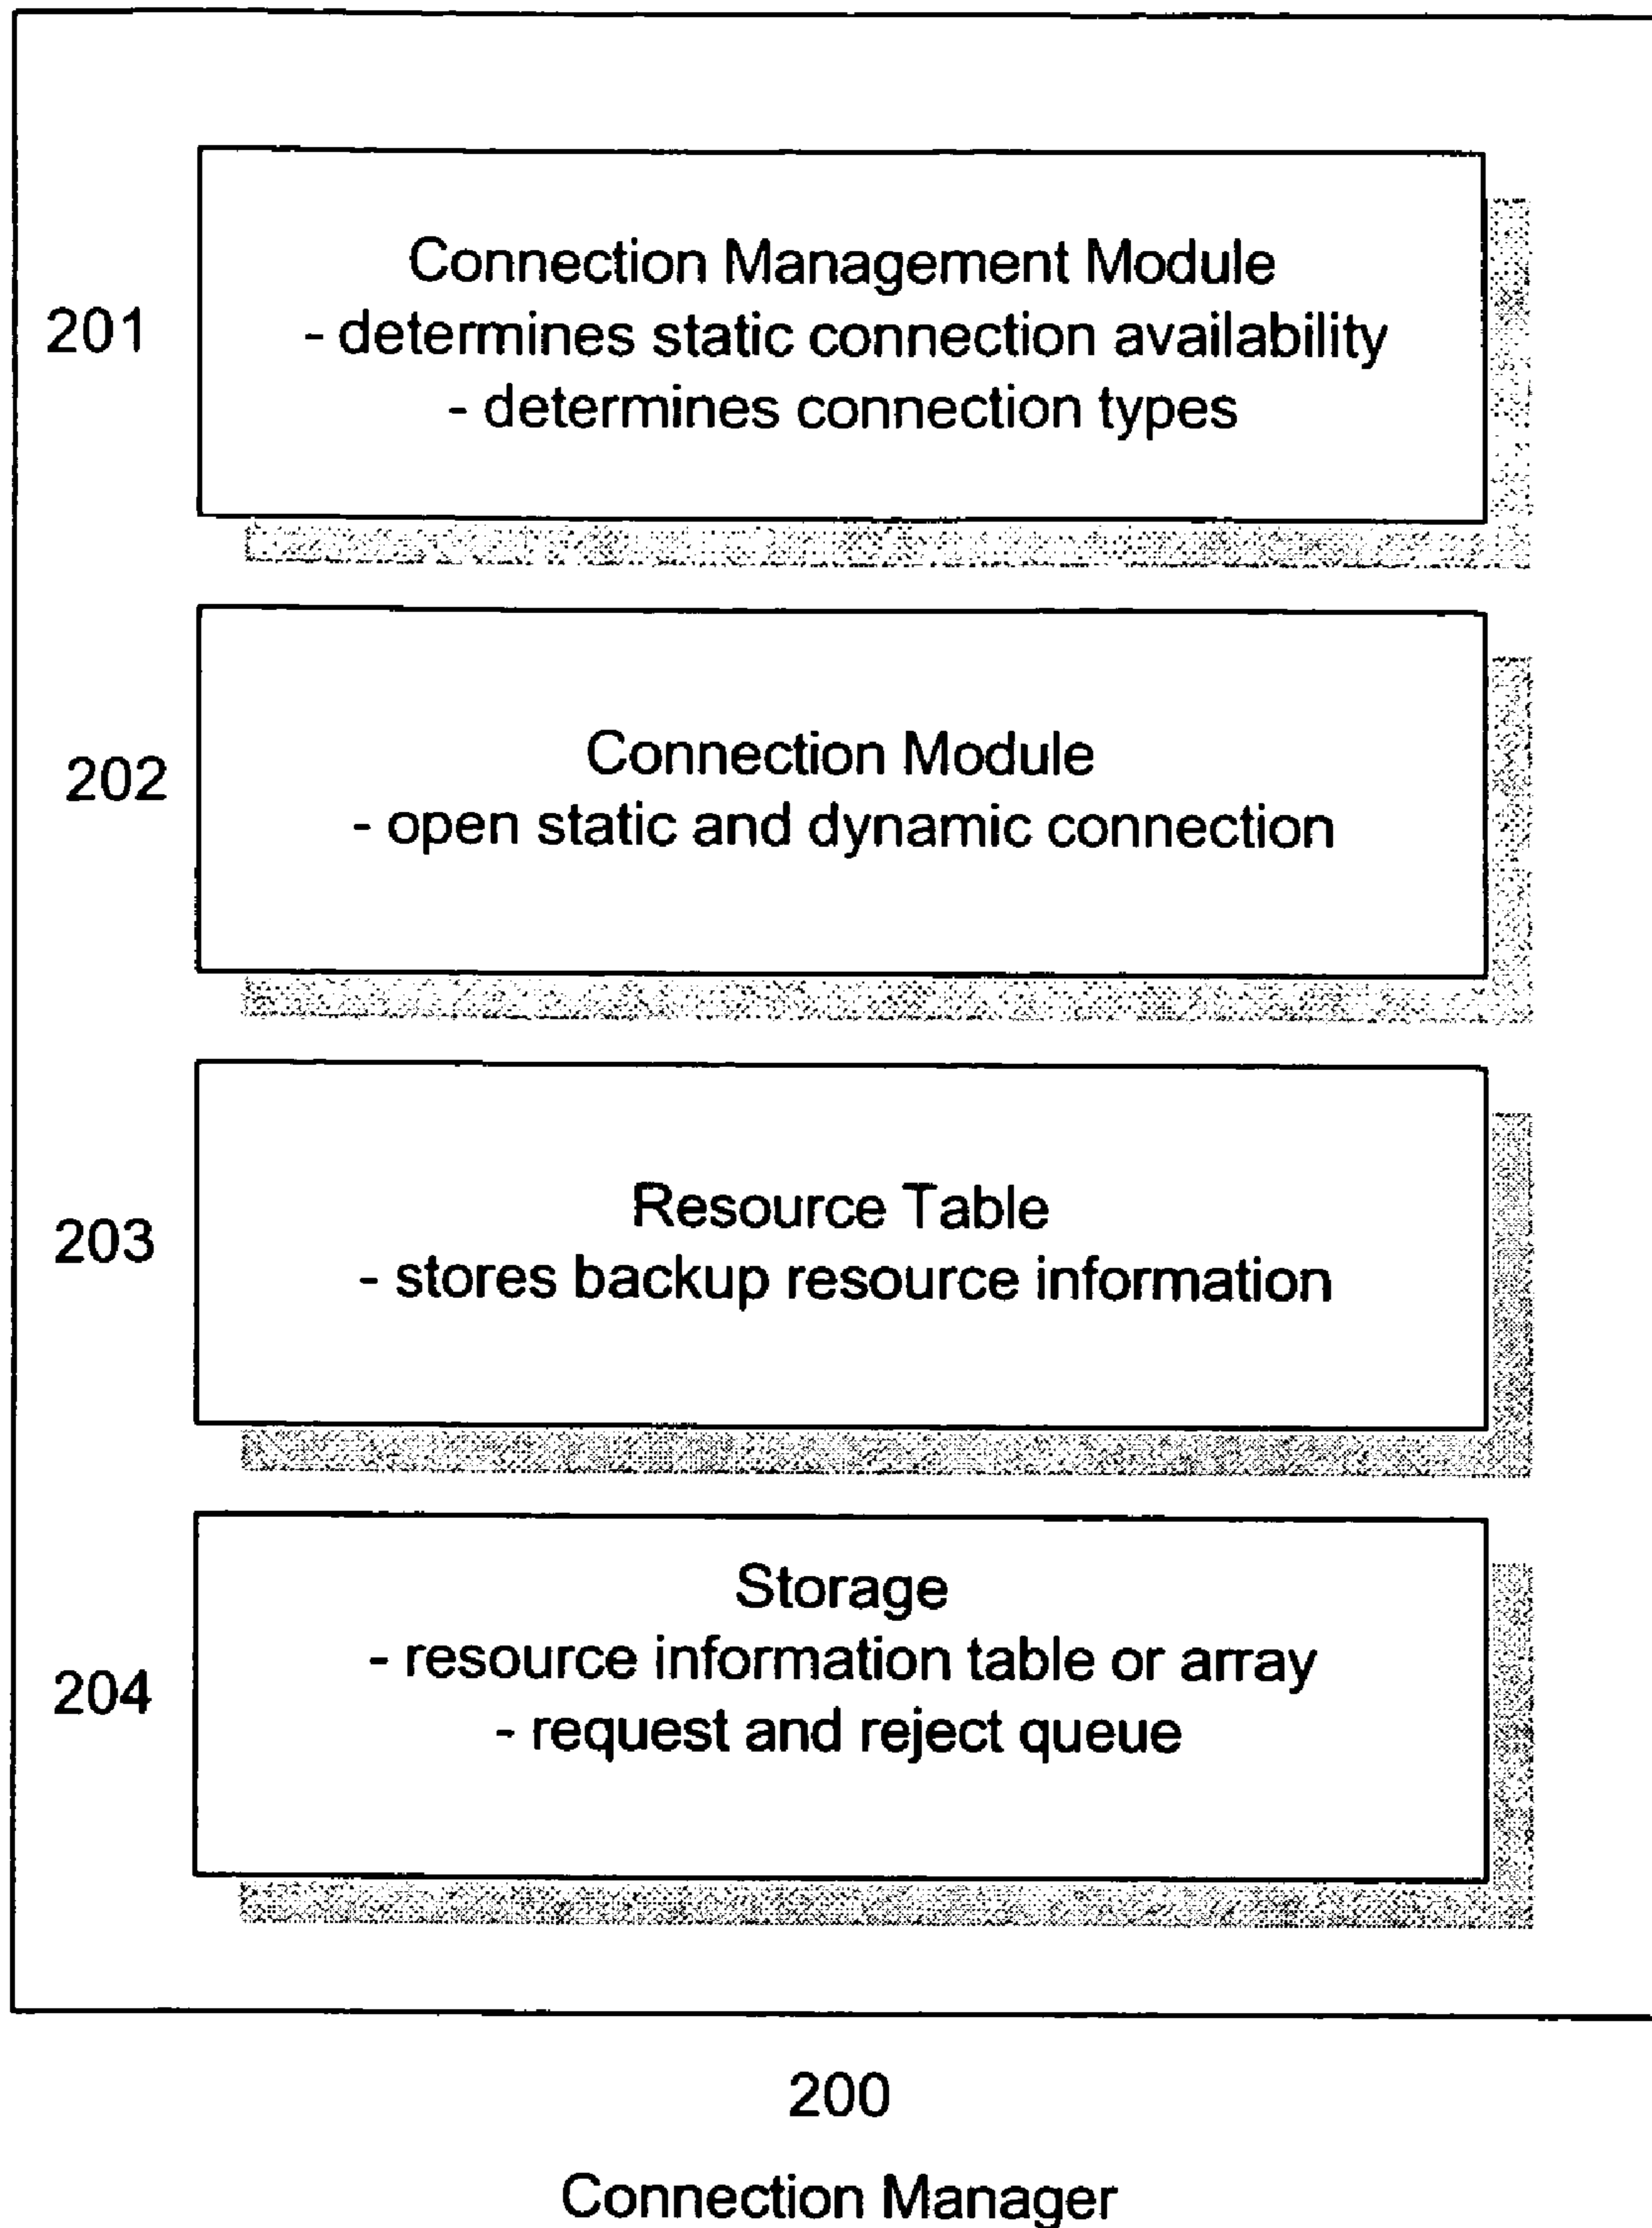 201
Connection Management Module
- determines static connection availability
- determines connection types
202
Connection Module
- open static and dynamic connection
203
Resource Table
- stores backup resource information
204
Storage
- resource information table or array
- request and reject queue
200
Connection Manager